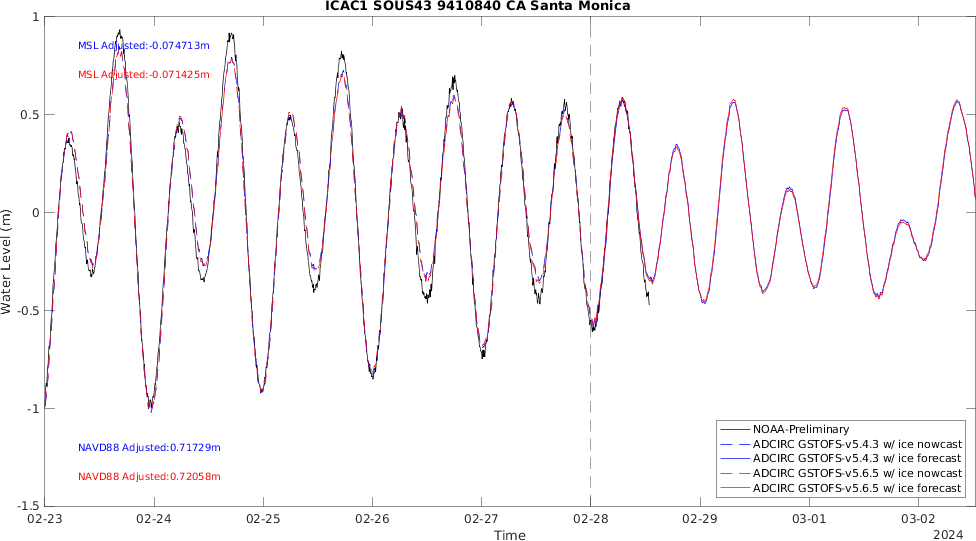 ICAC1 SOUS43 9410840 CA Santa Monica
1
MSL Adjusted:-0.074713m
MSL Adjusted:-0.071425m
0.5
0
Water Level (m)
-0.5
-1
NAVD88 Adjusted:0.71729m
NAVD88 Adjusted:0.72058m
-1.5
NOAA-Preliminary
ADCIRC GSTOFS-v5.4.3 w/ ice nowcast
ADCIRC GSTOFS-v5.4.3 w/ ice forecast
ADCIRC GSTOFS-v5.6.5 w/ ice nowcast
ADCIRC GSTOFS-v5.6.5 w/ ice forecast
02-23 02-24 02-25 02-26 02-27 02-28 02-29 03-01 03-02
Time
2024